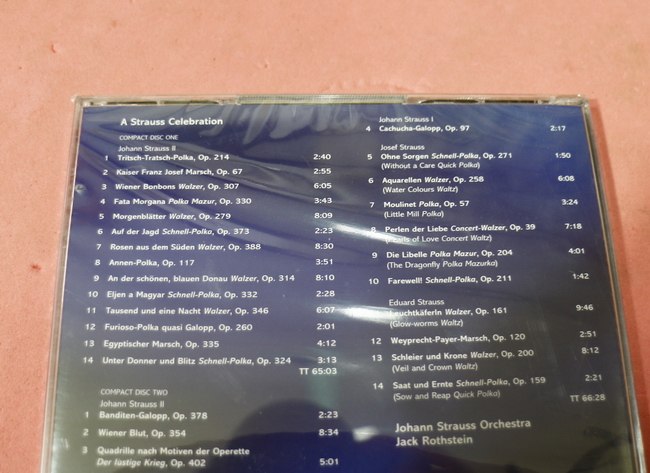 A Strauss Celebration
COMPACT DISC ONE
Johann Strauss II
1 Tritsch-Tratsch-Polka, Op. 214 2:40
2 Kaiser Franz Josef Marsch, Op. 67 2:55
3 Wiener Bonbons Walzer, Op. 307 6:05
4 Fata Morgana Polka Mazur, Op. 330 4:43
5 Morgenblätter Walzer, Op. 279 8:09
6 Auf der Jagd Schnell-Polka, Op. 373 2:23
7 Rosen aus dem Süden Walzer, Op. 388 8:30
8 Annen-Polka, Op. 117 3:51
9 An der schönen, blauen Donau Walzer, Op. 314 8:10
10 Eljen a Magyar Schnell-Polka, Op. 332 2:28
11 Tausend und eine Nacht Walzer, Op. 346 6:07
12 Furioso-Polka quasi Galopp, Op. 260 2:01
13 Egyptischer Marsch, Op. 335 4:12
14 Unter Donner und Blitz Schnell-Polka, Op. 324 3:13
TT 65:03
COMPACT DISC TWO
Johann Strauss II
1 Banditen-Galopp, Op. 378 2:23
2 Wiener Blut, Op. 354 8:34
3 Quadrille nach Motiven der Operette
Der lustige Krieg, Op. 402 5:01
Johann Strauss I
4 Cachucha-Galopp, Op. 97 2:17
Josef Strauss
5 Ohne Sorgen Schnell-Polka, Op. 271 1:50
(Without a Care Quick Polka)
6 Aquarellen Walzer, Op. 258 6:08
(Water Colours Waltz)
7 Moulinet Polka, Op. 57 3:24
(Little Mill Polka)
8 Perlen der Liebe Concert-Walzer, Op. 39 7:18
(Pearls of Love Concert Waltz)
9 Die Libelle Polka Mazur, Op. 204 4:01
(The Dragonfly Polka Mazurka)
10 Farewell! Schnell-Polka, Op. 211 1:42
Eduard Strauss
Leuchtkäferln Walzer, Op. 161 9:46
(Glow-worms Waltz)
12 Weyprecht-Payer-Marsch, Op. 120 2:51
13 Schleier und Krone Walzer, Op. 200 8:12
(Veil and Crown Waltz)
14 Saat und Ernte Schnell-Polka, Op. 159 2:21
(Sow and Reap Quick Polka)
TT 66:28
Johann Strauss Orchestra
Jack Rothstein